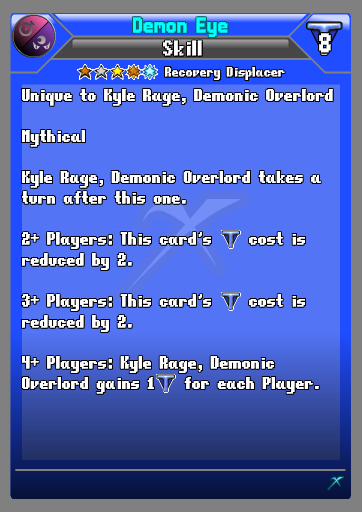 Demon Eye
Skill
8
Recovery Displacer
Unique to Kyle Rage, Demonic Overlord
Mythical
Kyle Rage, Demonic Overlord takes a
turn after this one.
2+ Players: This card's cost is
reduced by 2.
3+ Players: This card's cost is
reduced by 2.
4+ Players: Kyle Rage, Demonic
Overlord gains 1 for each Player.